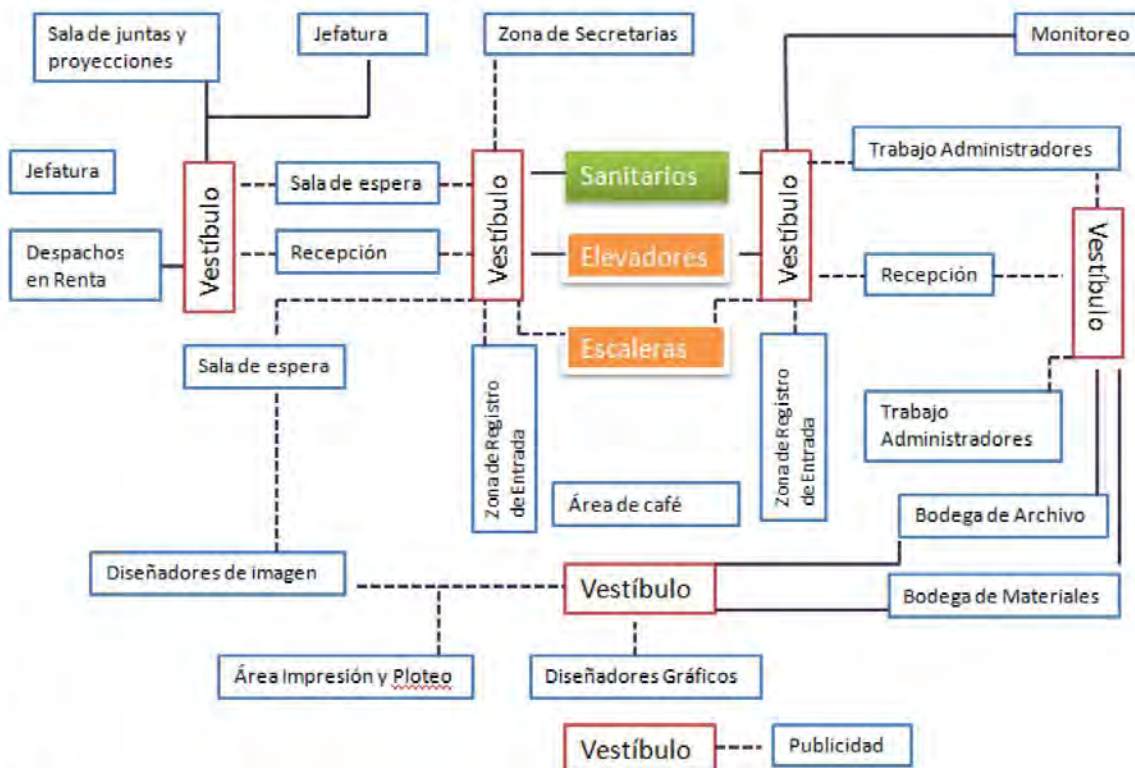 Sala de juntas y
proyecciones
Jefatura
Zona de Secretarias
Monitoreo
Jefatura
Despachos
en Renta
Vestíbulo
Sala de espera
Recepción
Vestíbulo
Sanitarios
Elevadores
Escaleras
Vestíbulo
Trabajo Administradores
Recepción
Vestíbulo
Sala de espera
Zona de Registro
de Entrada
Zona de Registro
de Entrada
Trabajo
Administradores
Área de café
Bodega de Archivo
Diseñadores de imagen
Vestíbulo
Bodega de Materiales
Área Impresión y Ploteo
Diseñadores Gráficos
Vestíbulo
Publicidad